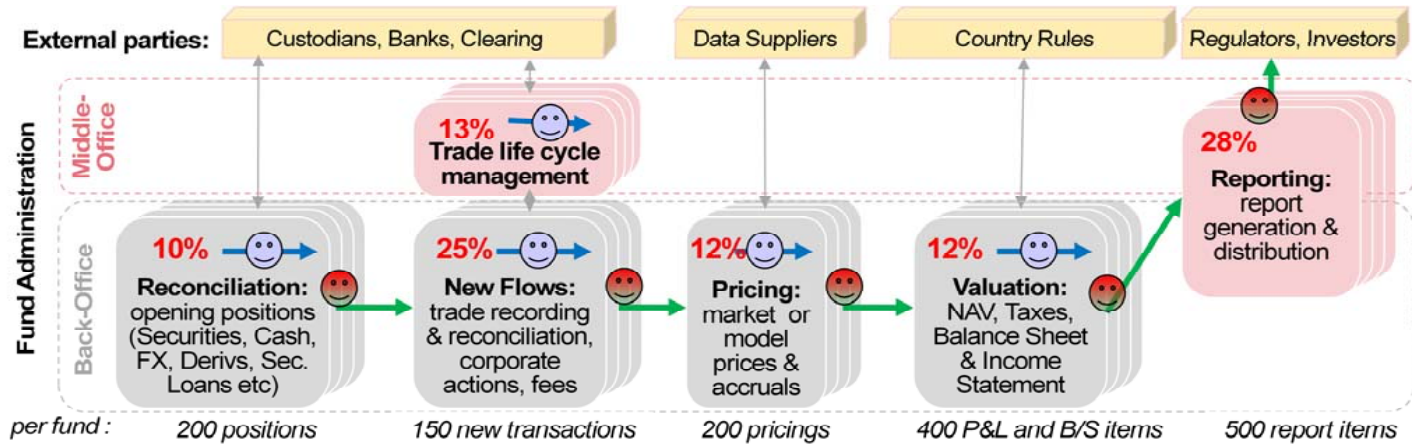 External parties:
Custodians, Banks, Clearing
Data Suppliers
Country Rules
Regulators, Investors
Fund Administration
Middle-
Office
13%
Trade life cycle
management
28%
Reporting:
report
generation &
distribution
Back-Office
10%
Reconciliation:
opening positions
(Securities, Cash,
FX, Derivs, Sec.
Loans etc)
25%
New Flows:
trade recording
& reconciliation,
corporate
actions, fees
12%
Pricing:
market or
model
prices &
accruals
12%
Valuation:
NAV, Taxes,
Balance Sheet
& Income
Statement
per fund :
200 positions
150 new transactions
200 pricings
400 P&L and B/S items
500 report items